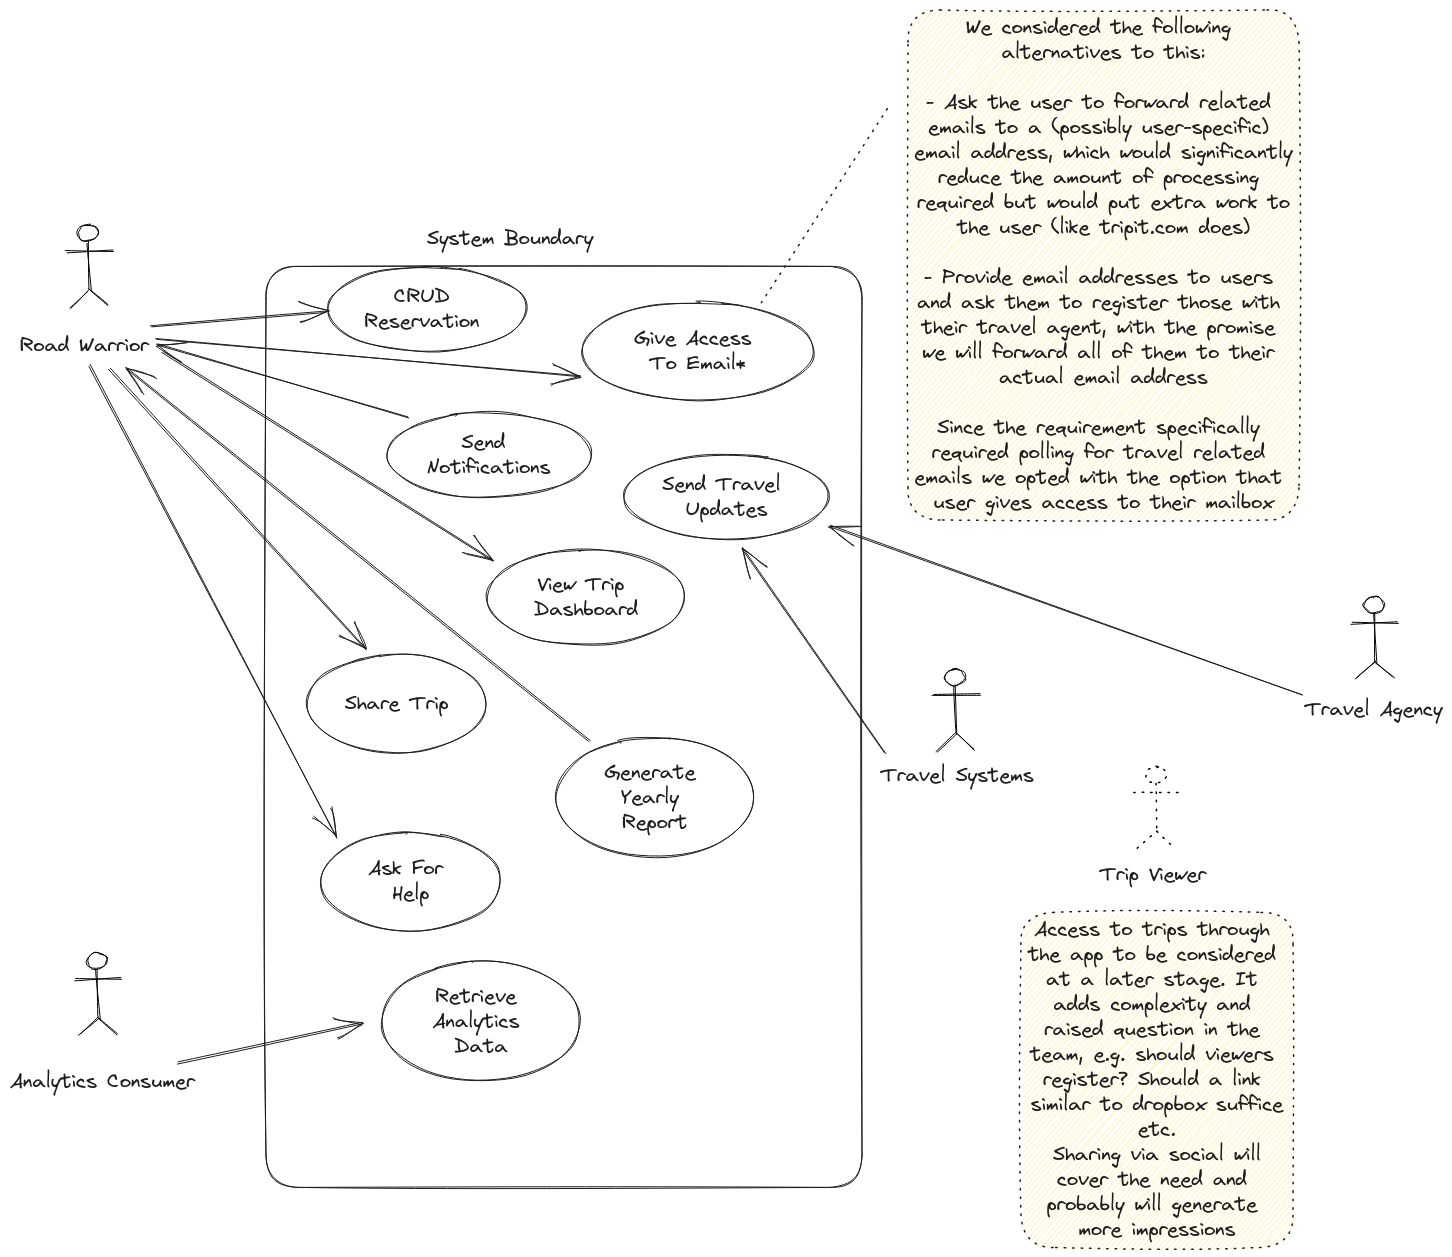 We considered the following
alternatives to this:
- Ask the user to forward related
emails to a (possibly user-specific)
email address, which would significantly
reduce the amount of processing
required but would put extra work to
the user (like tripit.com does)
- Provide email addresses to users
and ask them to register those with
their travel agent, with the promise
we will forward all of them to their
actual email address
Since the requirement specifically
required polling for travel related
emails we opted with the option that
user gives access to their mailbox
System Boundary
Road Warrior
CRUD
Reservation
Give Access
To Email*
Send
Notifications
Send Travel
Updates
View Trip
Dashboard
Share Trip
Generate
Yearly
Report
Ask For
Help
Retrieve
Analytics
Data
Analytics Consumer
Travel Agency
Travel Systems
Trip Viewer
Access to trips through
the app to be considered
at a later stage. It
adds complexity and
raised question in the
team, e.g. should viewers
register? Should a link
similar to dropbox suffice
etc.
Sharing via social will
cover the need and
probably will generate
more impressions